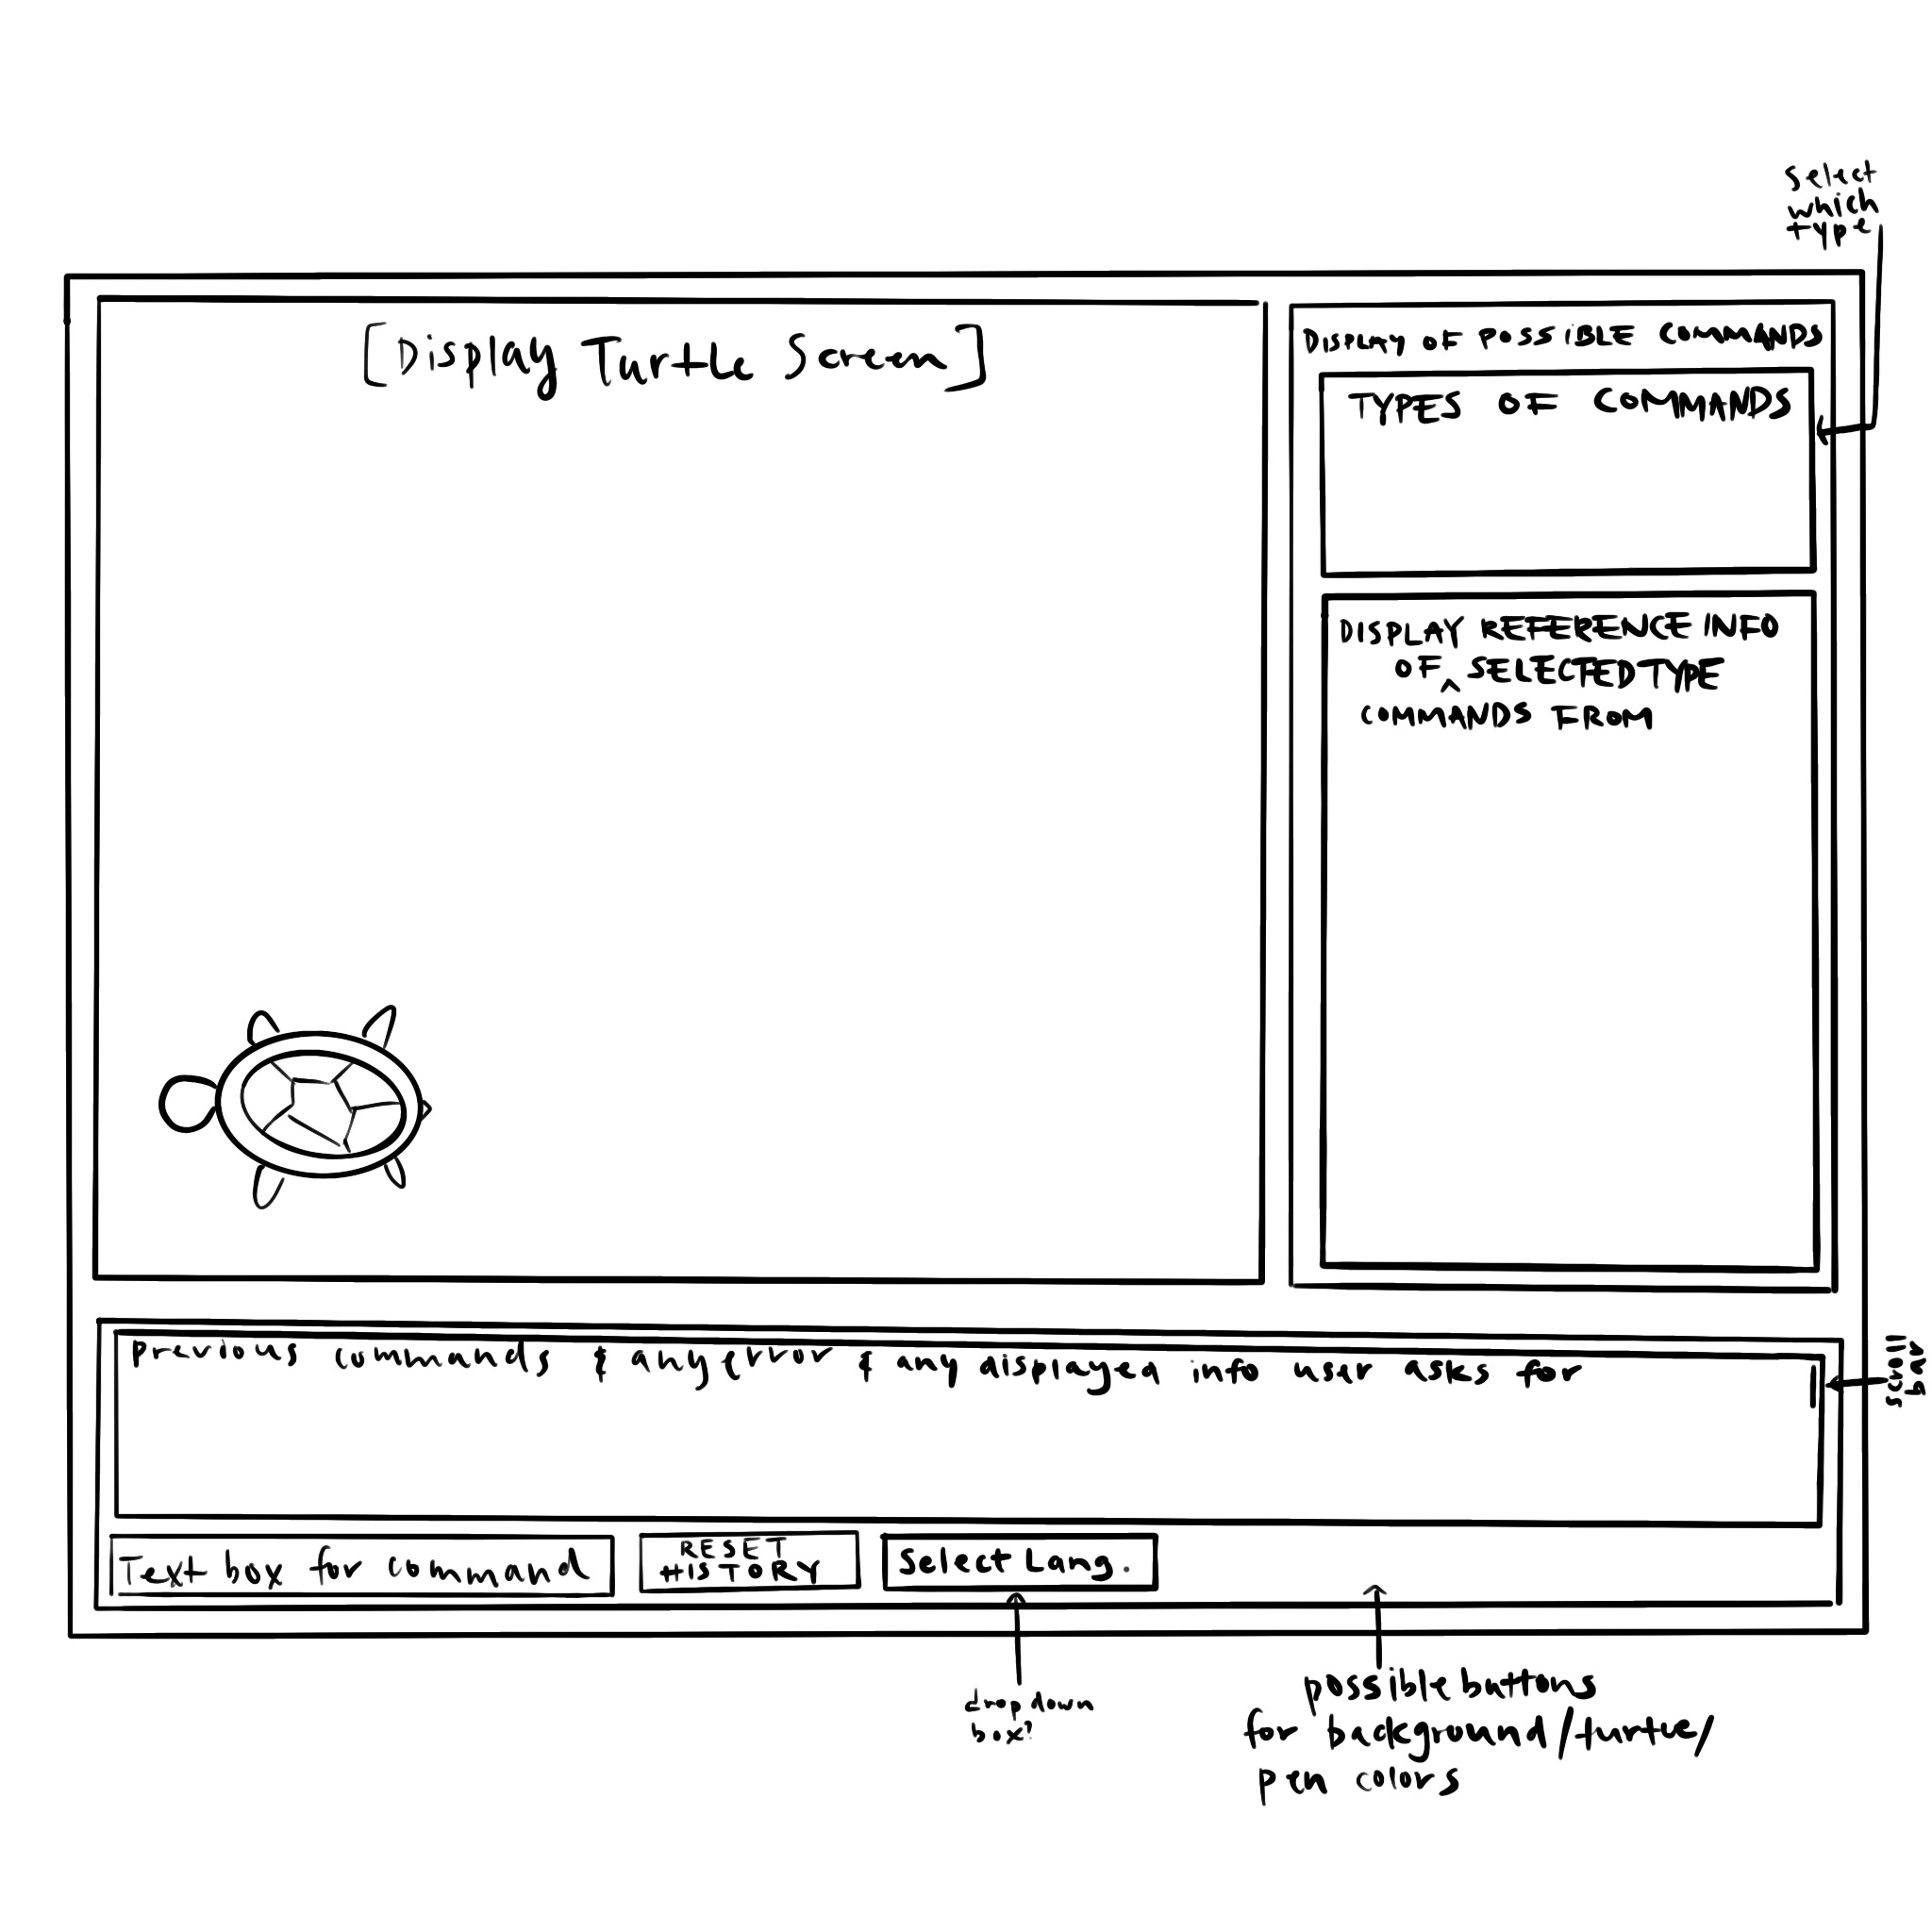 select
which
type
[Display Turtle Screen]
DISPLAY OF POSSIBLE COMMANDS
TYPES OF COMMANDS
DISPLAY REFERENCE INFO
OF ^ SELECTED TYPE
COMMANDS FROM
Previous commands & any error & any displayed info user asks for
scroll
bar
Text box for command
RESET
HISTORY
Select Lang.
drop down
box?
possible buttons
for background/turtle/
pen colors